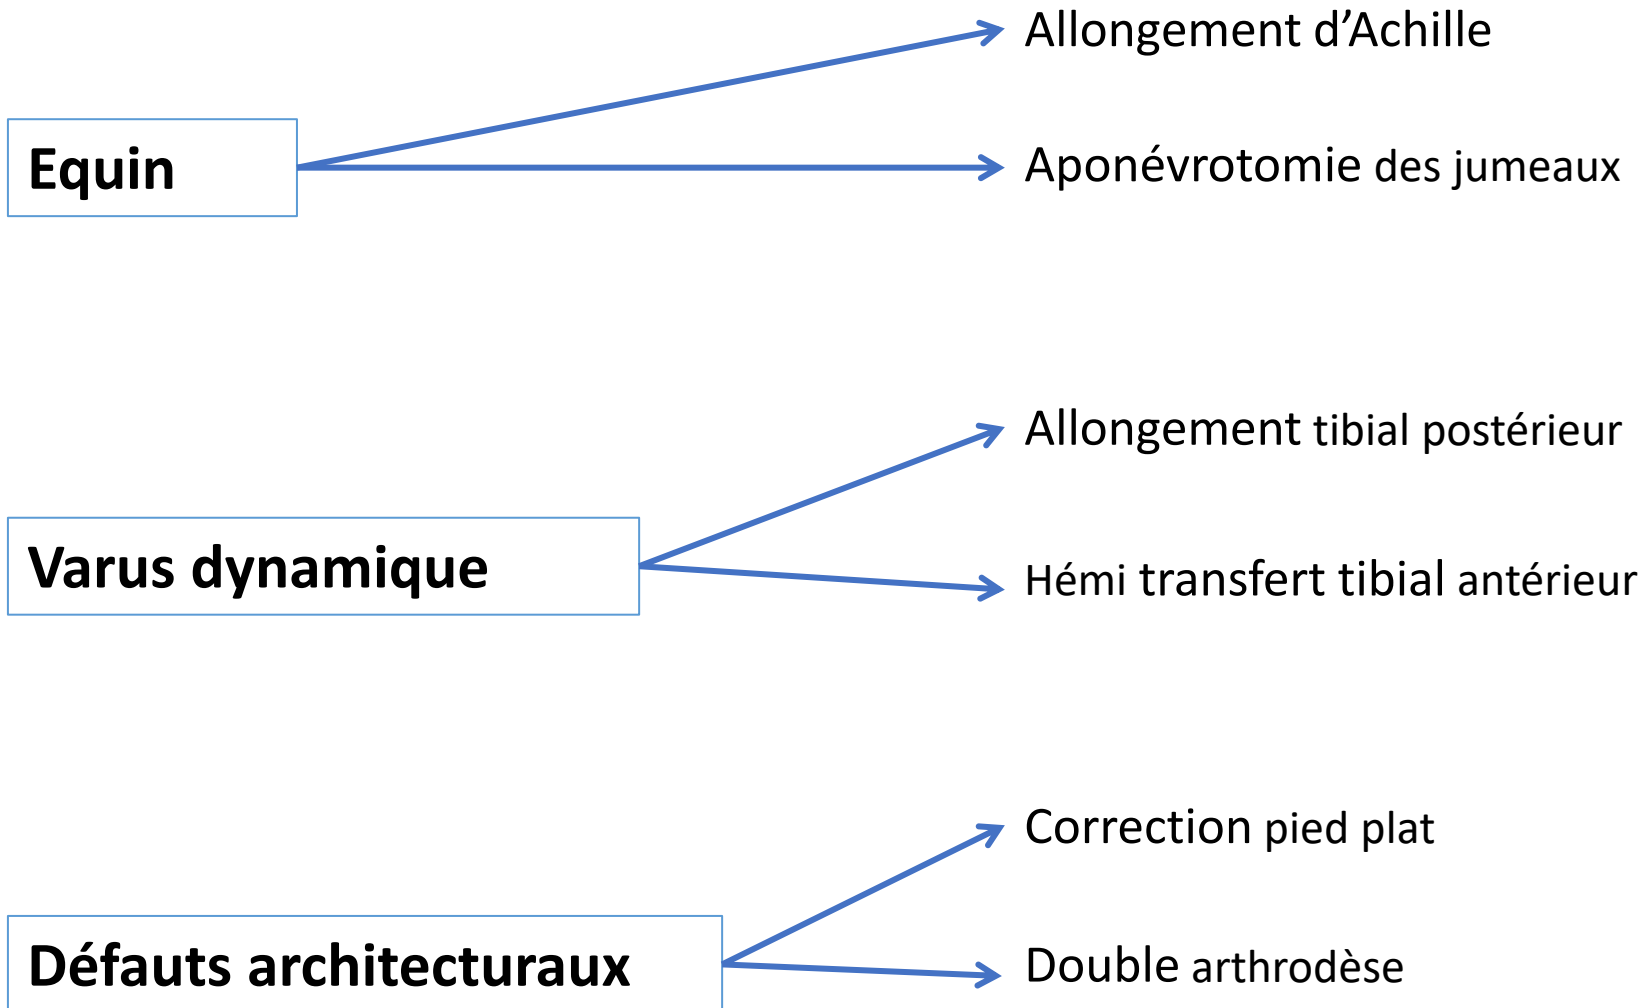 Allongement d’Achille
Equin
Aponévrotomie des jumeaux
Allongement tibial postérieur
Varus dynamique
Hémi transfert tibial antérieur
Correction pied plat
Défauts architecturaux
Double arthrodèse